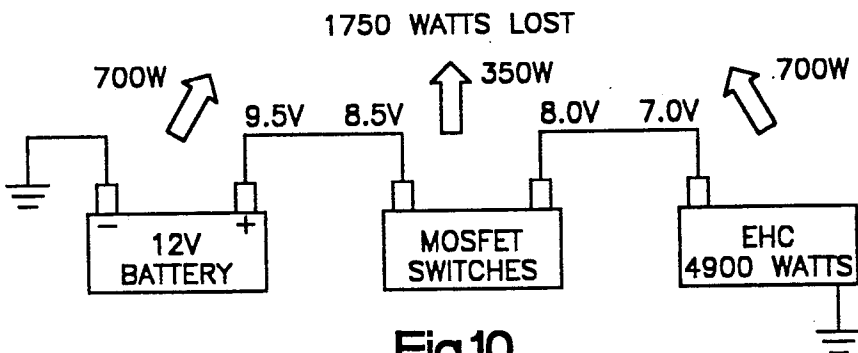 1750 WATTS LOST
700W
350W
700W
9.5V 8.5V
8.0V 7.0V
- +
12V
BATTERY
MOSFET
SWITCHES
EHC
4900 WATTS
Fig.10